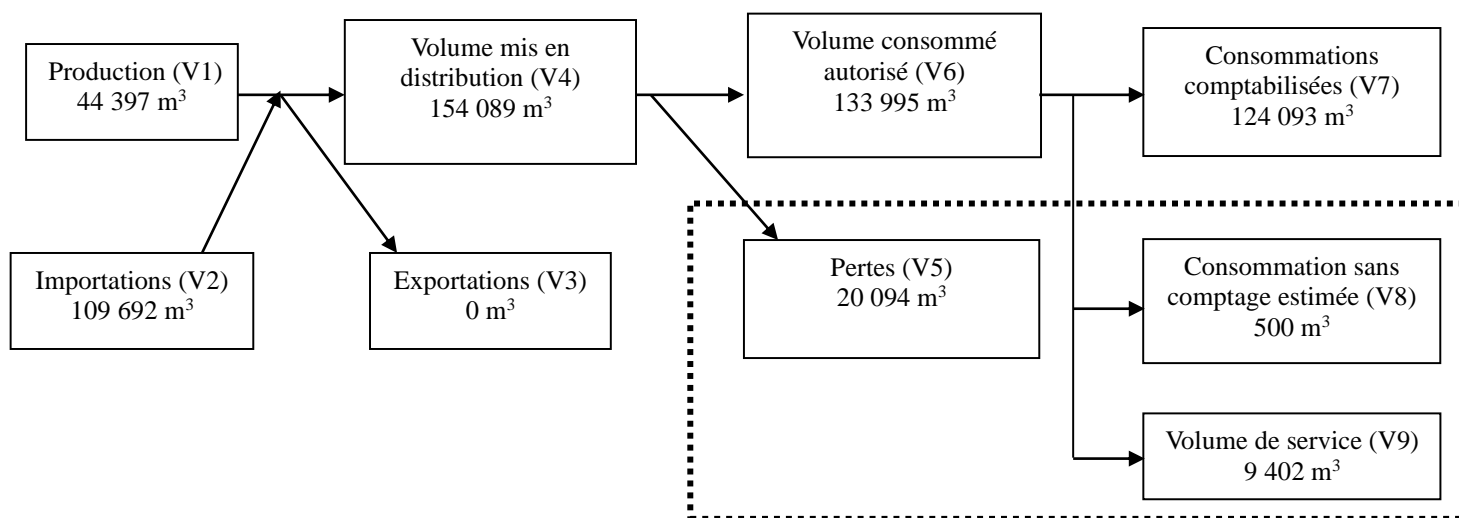 Production (V1)
44 397 m³
Volume mis en
distribution (V4)
154 089 m³
Volume consommé
autorisé (V6)
133 995 m³
Consommations
comptabilisées (V7)
124 093 m³
Importations (V2)
109 692 m³
Exportations (V3)
0 m³
Pertes (V5)
20 094 m³
Consommation sans
comptage estimée (V8)
500 m³
Volume de service (V9)
9 402 m³